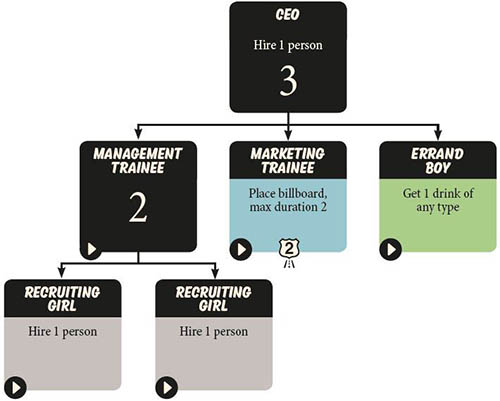 CEO
Hire 1 person
3
MANAGEMENT
TRAINEE
2
MARKETING
TRAINEE
Place billboard,
max duration 2
2
ERRAND
BOY
Get 1 drink of
any type
RECRUITING
GIRL
Hire 1 person
RECRUITING
GIRL
Hire 1 person